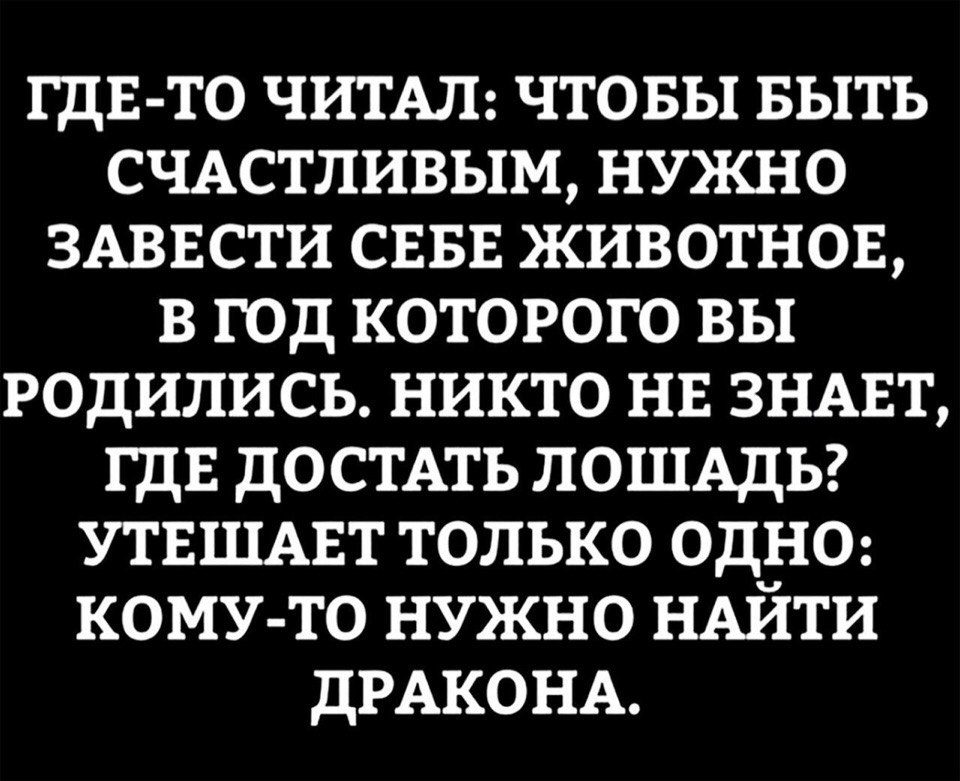 ГДЕ-ТО ЧИТАЛ: ЧТОБЫ БЫТЬ
СЧАСТЛИВЫМ, НУЖНО
ЗАВЕСТИ СЕБЕ ЖИВОТНОЕ,
В ГОД КОТОРОГО ВЫ
РОДИЛИСЬ. НИКТО НЕ ЗНАЕТ,
ГДЕ ДОСТАТЬ ЛОШАДЬ?
УТЕШАЕТ ТОЛЬКО ОДНО:
КОМУ-ТО НУЖНО НАЙТИ
ДРАКОНА.